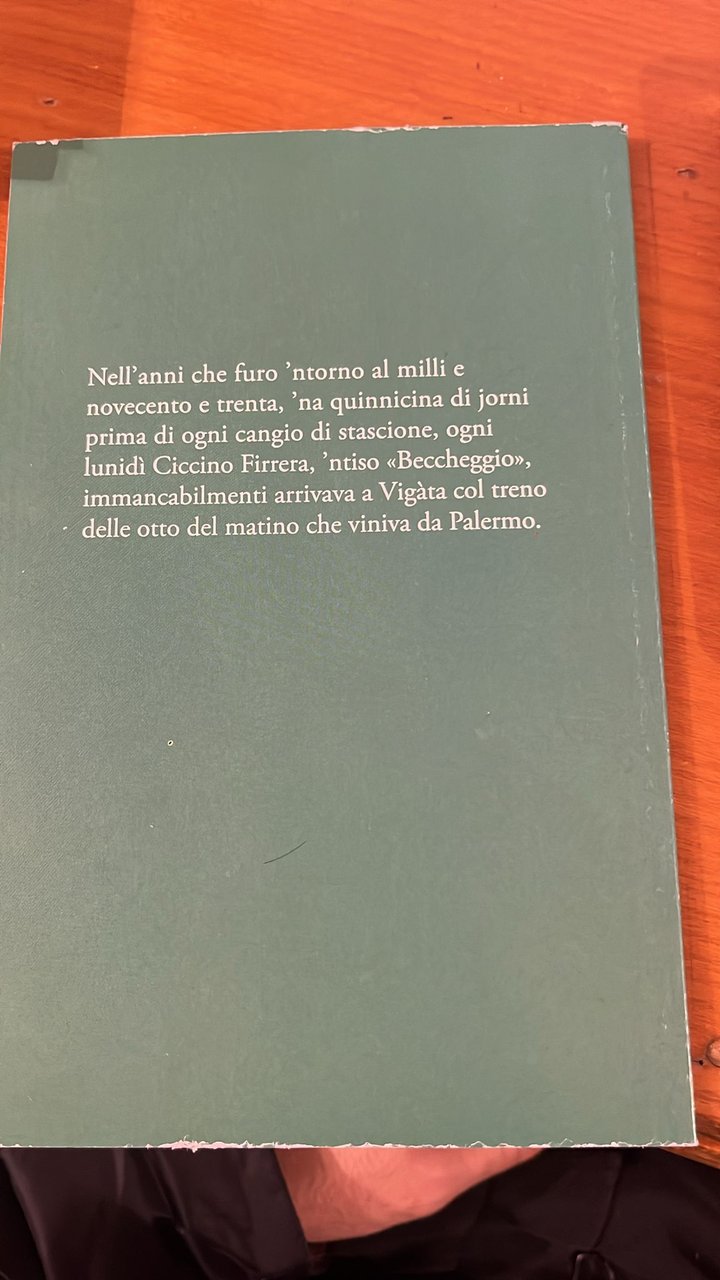 Nell’anni che furo ’ntorno al milli e
novecento e trenta, ’na quinnicina di jorni
prima di ogni cangio di stascione, ogni
lunidì Ciccino Firrera, ’ntiso «Beccheggio»,
immancabilmenti arrivava a Vigàta col treno
delle otto del matino che viniva da Palermo.